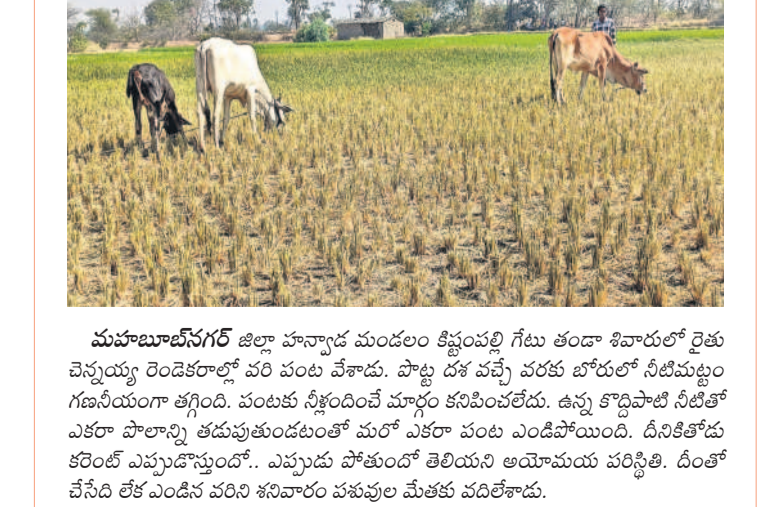 మహబూబ్‌నగర్ జిల్లా హన్వాడ మండలం కిష్టంపల్లి గేటు తండా శివారులో రైతు
చెన్నయ్య రెండెకరాల్లో వరి పంట వేశాడు. పొట్ట దశ వచ్చే వరకు బోరులో నీటిమట్టం
గణనీయంగా తగ్గింది. పంటకు నీళ్లందించే మార్గం కనిపించలేదు. ఉన్న కొద్దిపాటి నీటితో
ఎకరా పొలాన్ని తడుపుతుండటంతో మరో ఎకరా పంట ఎండిపోయింది. దీనికితోడు
కరెంట్ ఎప్పుడొస్తుందో.. ఎప్పుడు పోతుందో తెలియని అయోమయ పరిస్థితి. దీంతో
చేసేది లేక ఎండిన వరిని శనివారం పశువుల మేతకు వదిలేశాడు.